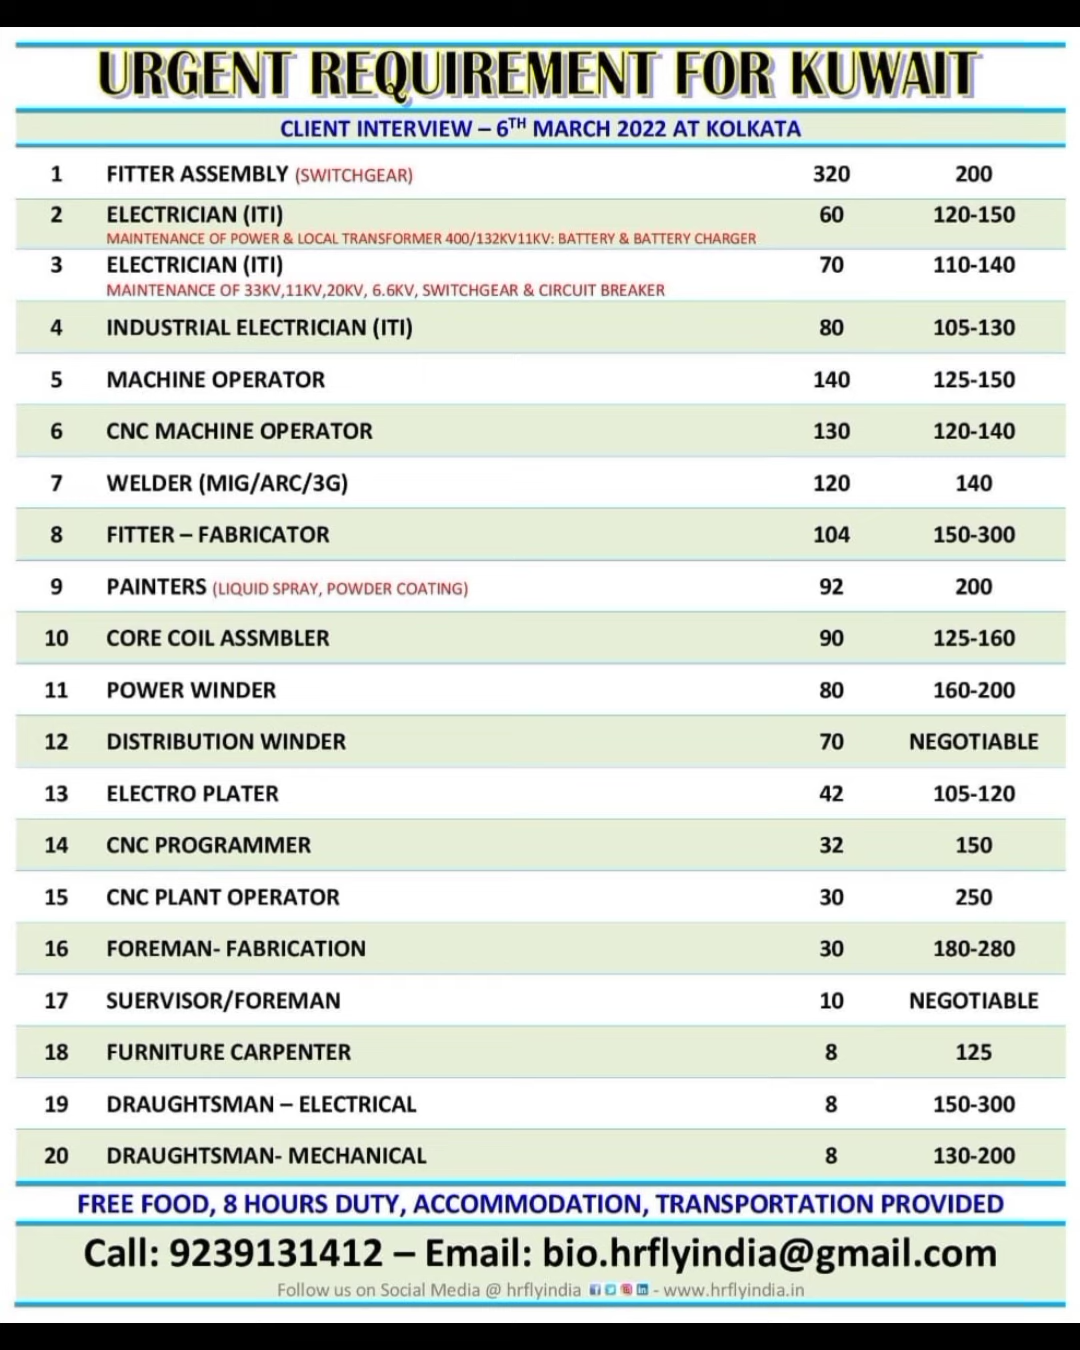 URGENT REQUIREMENT FOR KUWAIT
CLIENT INTERVIEW – 6TH MARCH 2022 AT KOLKATA
1 FITTER ASSEMBLY (SWITCHGEAR) 320 200
2 ELECTRICIAN (ITI) 60 120-150
MAINTENANCE OF POWER & LOCAL TRANSFORMER 400/132KV11KV: BATTERY & BATTERY CHARGER
3 ELECTRICIAN (ITI) 70 110-140
MAINTENANCE OF 33KV,11KV,20KV, 6.6KV, SWITCHGEAR & CIRCUIT BREAKER
4 INDUSTRIAL ELECTRICIAN (ITI) 80 105-130
5 MACHINE OPERATOR 140 125-150
6 CNC MACHINE OPERATOR 130 120-140
7 WELDER (MIG/ARC/3G) 120 140
8 FITTER – FABRICATOR 104 150-300
9 PAINTERS (LIQUID SPRAY, POWDER COATING) 92 200
10 CORE COIL ASSMBLER 90 125-160
11 POWER WINDER 80 160-200
12 DISTRIBUTION WINDER 70 NEGOTIABLE
13 ELECTRO PLATER 42 105-120
14 CNC PROGRAMMER 32 150
15 CNC PLANT OPERATOR 30 250
16 FOREMAN- FABRICATION 30 180-280
17 SUERVISOR/FOREMAN 10 NEGOTIABLE
18 FURNITURE CARPENTER 8 125
19 DRAUGHTSMAN – ELECTRICAL 8 150-300
20 DRAUGHTSMAN- MECHANICAL 8 130-200
FREE FOOD, 8 HOURS DUTY, ACCOMMODATION, TRANSPORTATION PROVIDED
Call: 9239131412 – Email: bio.hrflyindia@gmail.com
Follow us on Social Media @ hrflyindia - www.hrflyindia.in